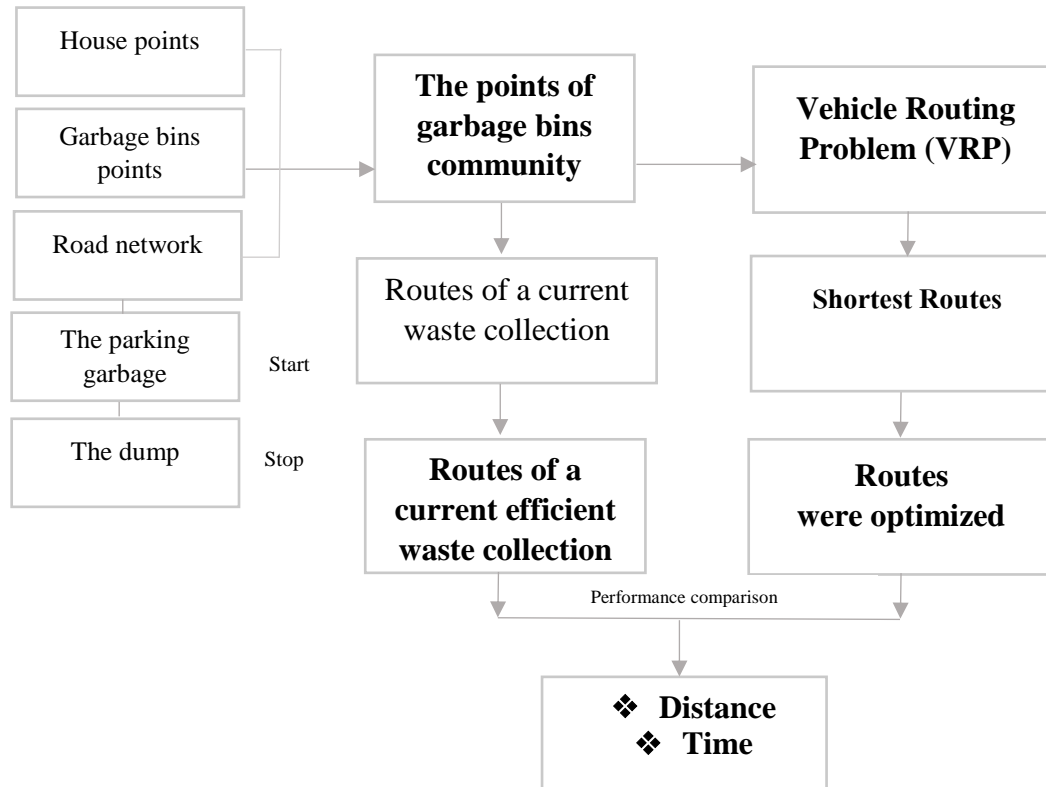 House points
Garbage bins
points
Road network
The parking
garbage
Start
The dump
Stop
The points of
garbage bins
community
Routes of a current
waste collection
Routes of a
current efficient
waste collection
Vehicle Routing
Problem (VRP)
Shortest Routes
Routes
were optimized
Performance comparison
❖ Distance
❖ Time